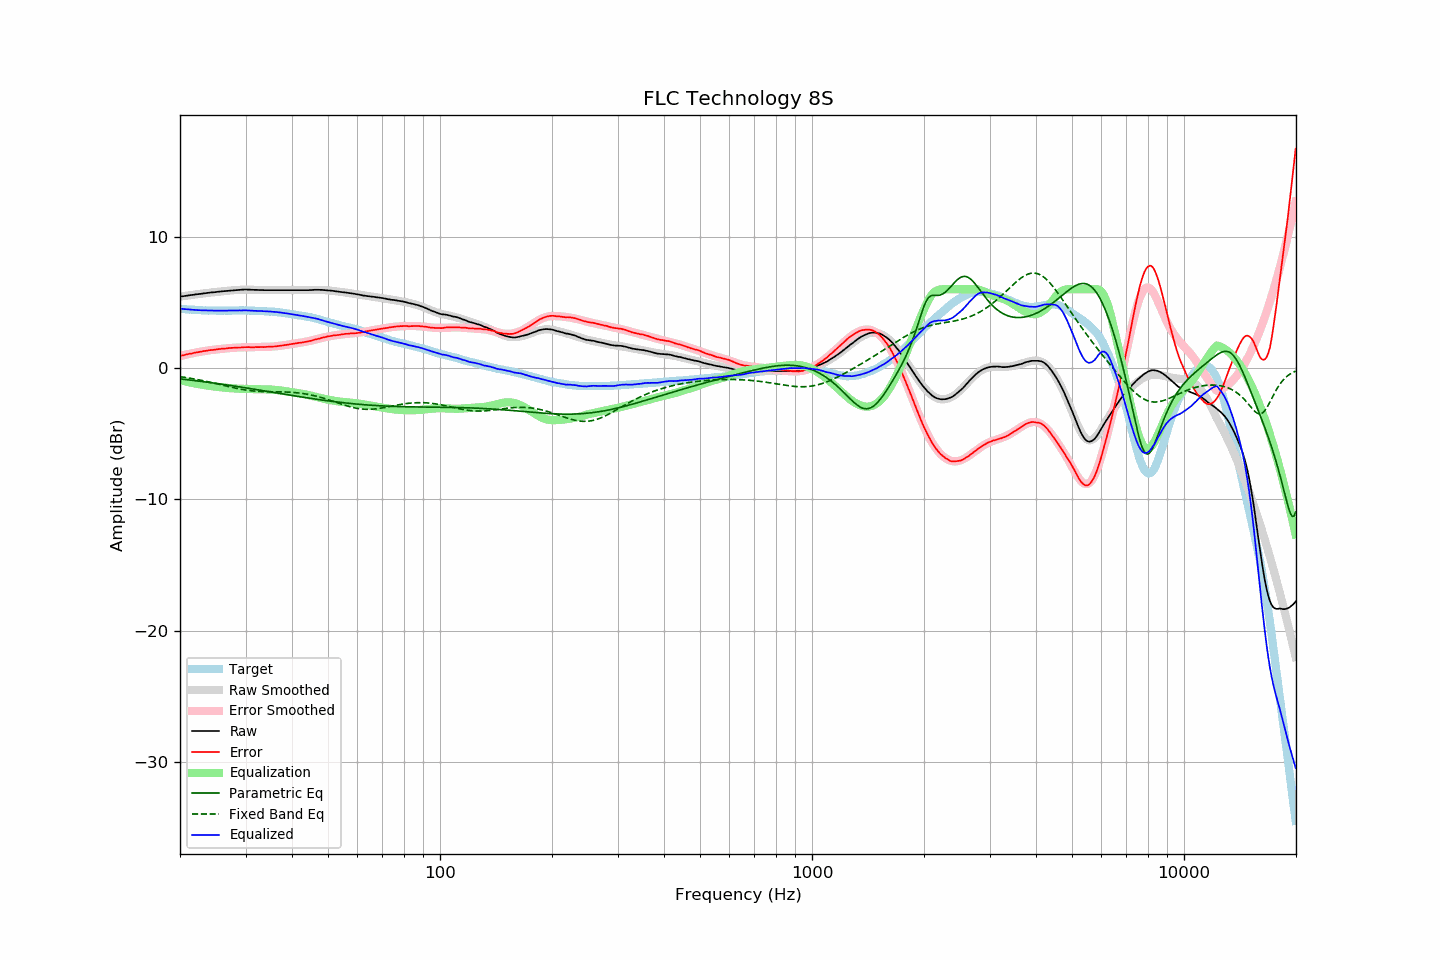 FLC Technology 8S
10
0
−10
−20
−30
Amplitude (dBr)
Target
Raw Smoothed
Error Smoothed
Raw
Error
Equalization
Parametric Eq
Fixed Band Eq
Equalized
100
1000
10000
Frequency (Hz)